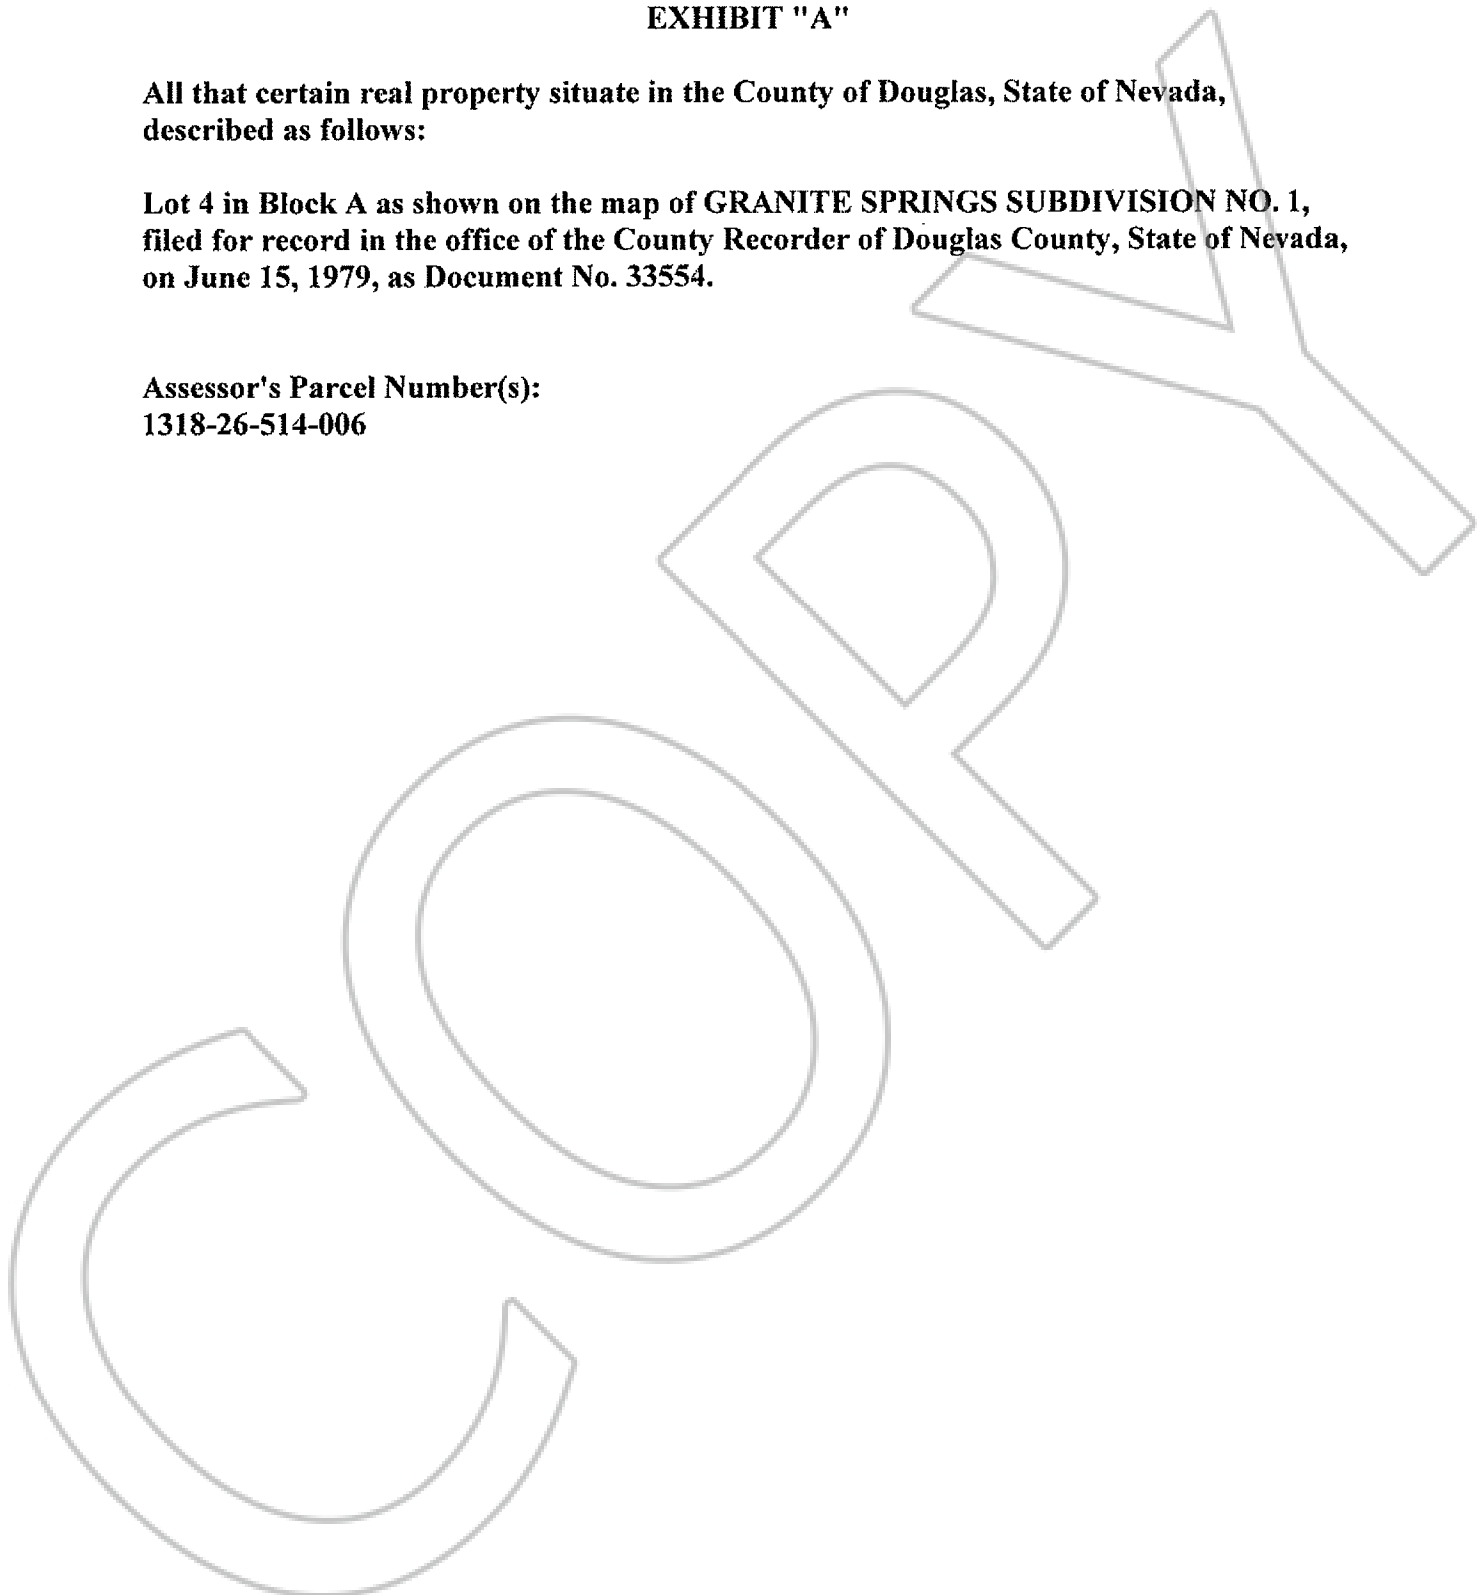 EXHIBIT "A"
All that certain real property situate in the County of Douglas, State of Nevada,
described as follows:
Lot 4 in Block A as shown on the map of GRANITE SPRINGS SUBDIVISION NO. 1,
filed for record in the office of the County Recorder of Douglas County, State of Nevada,
on June 15, 1979, as Document No. 33554.
Assessor's Parcel Number(s):
1318-26-514-006
COPY